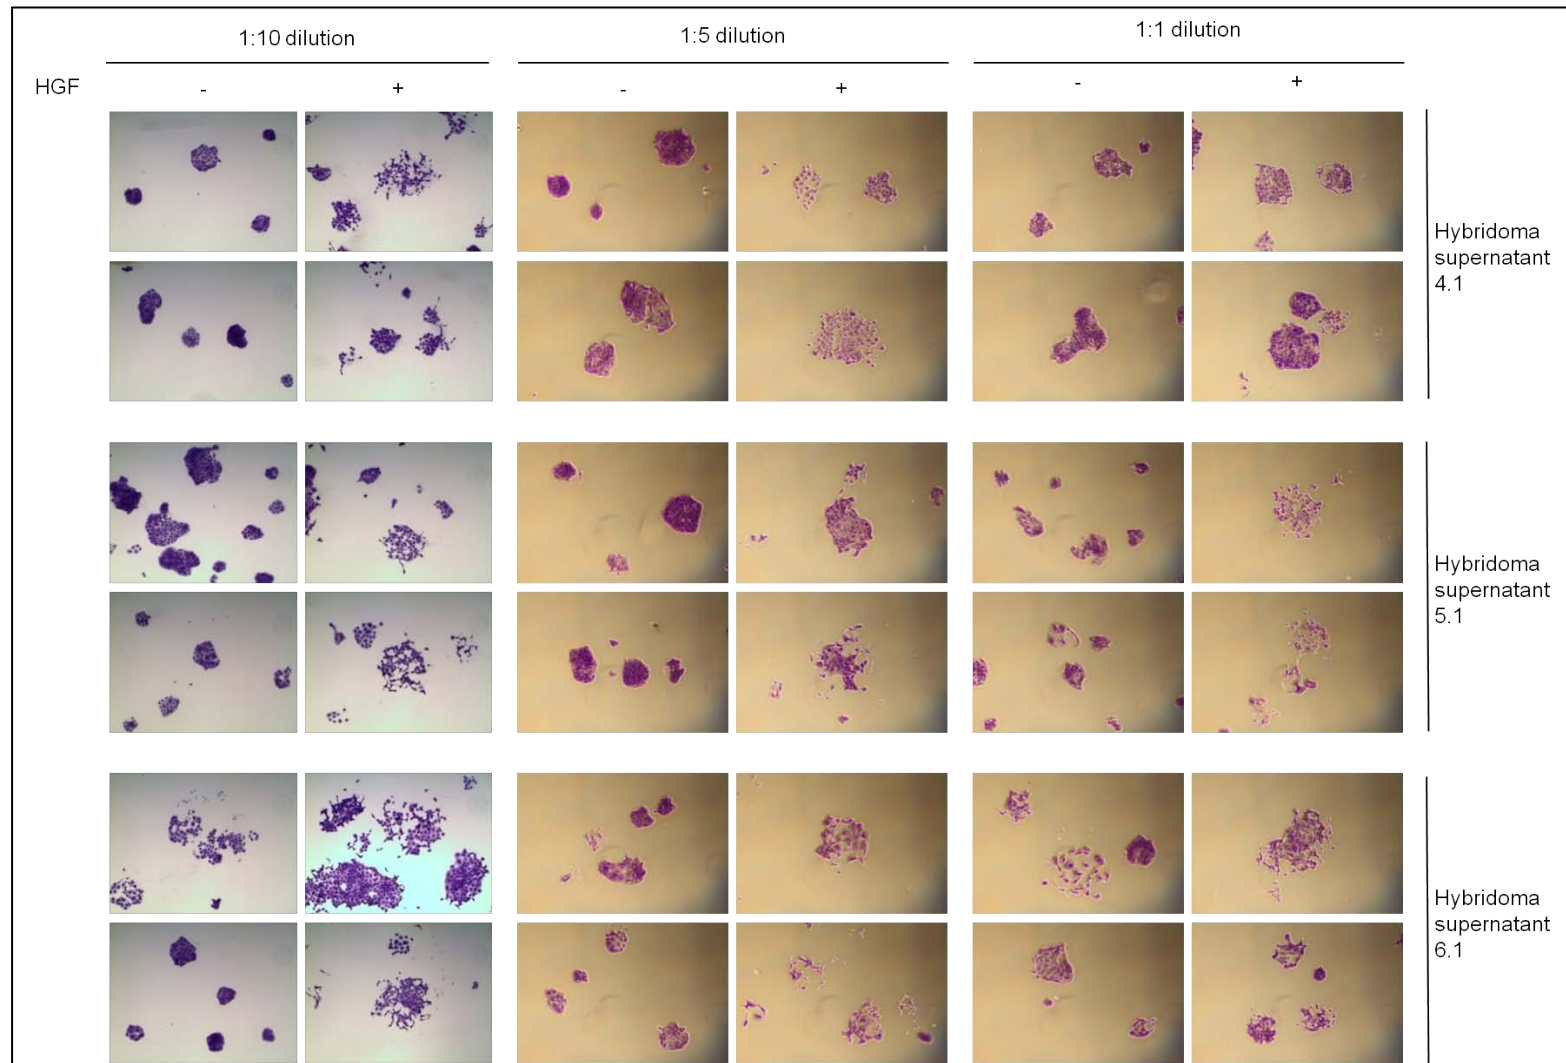 1:10 dilution
1:5 dilution
1:1 dilution
HGF
-
+
-
+
-
+
Hybridoma
supernatant
4.1
Hybridoma
supernatant
5.1
Hybridoma
supernatant
6.1